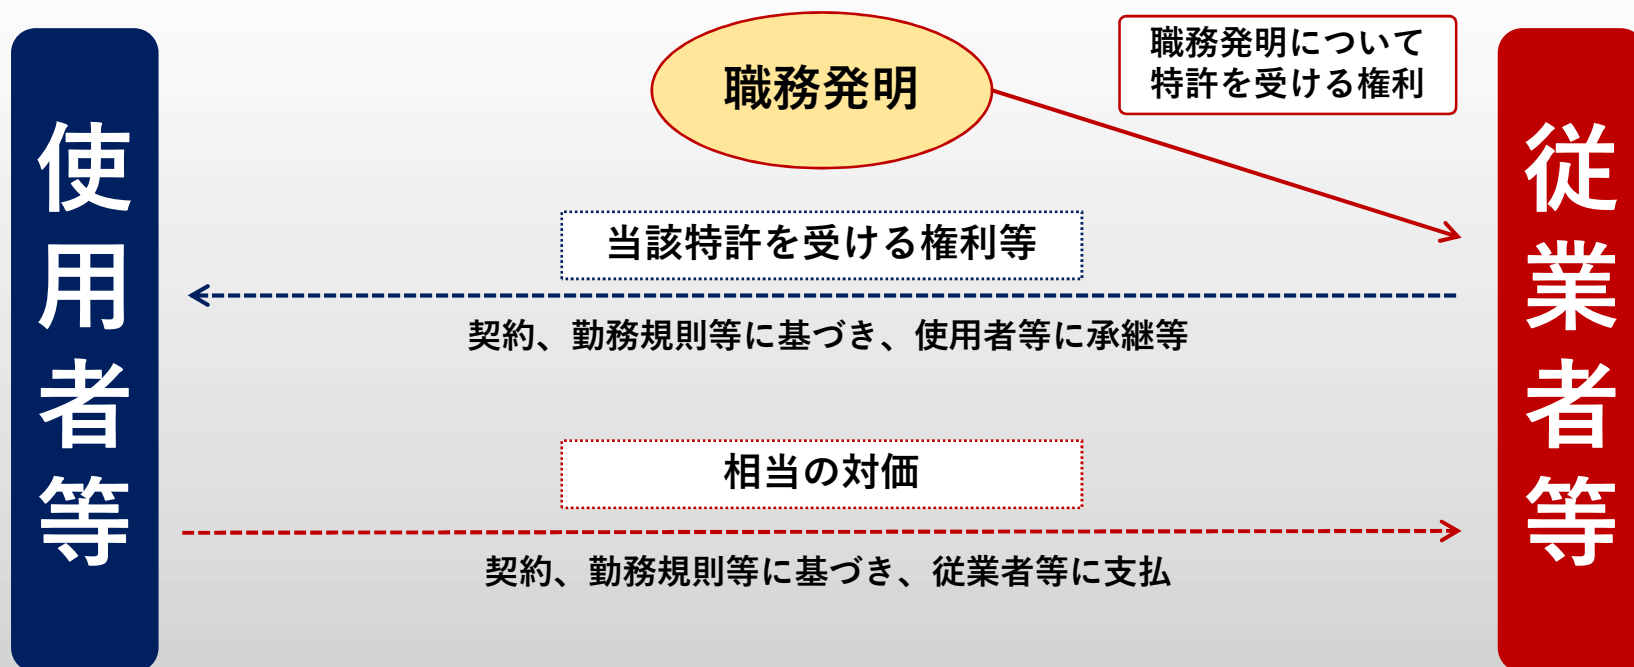 使用者等
職務発明
職務発明について
特許を受ける権利
従業者等
当該特許を受ける権利等
契約、勤務規則等に基づき、使用者等に承継等
相当の対価
契約、勤務規則等に基づき、従業者等に支払